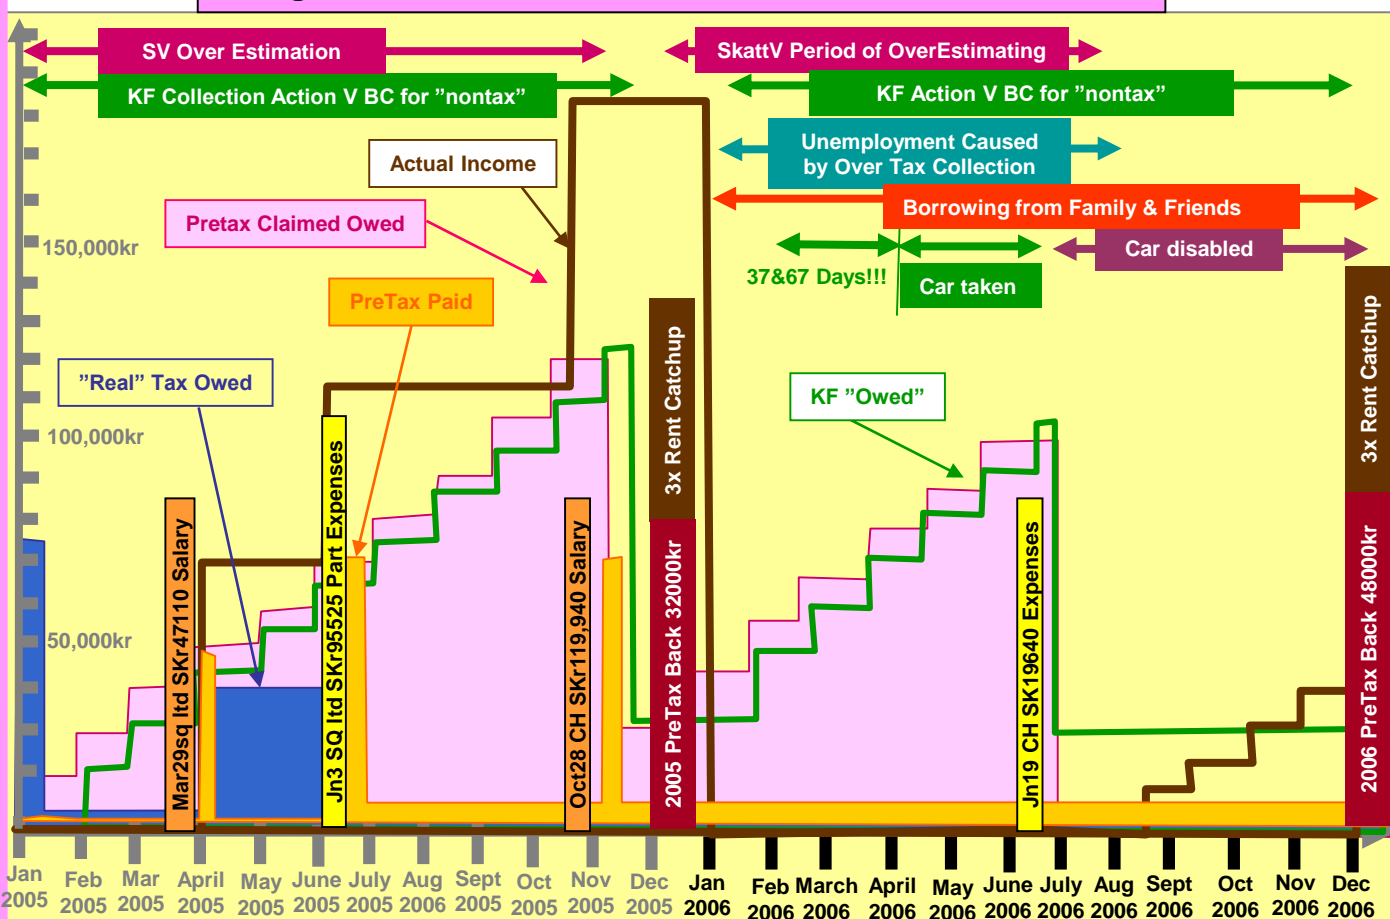 SV Over Estimation
SkattV Period of OverEstimating
KF Collection Action V BC for ”nontax”
KF Action V BC for ”nontax”
Unemployment Caused
by Over Tax Collection
Actual Income
Borrowing from Family & Friends
Pretax Claimed Owed
Car disabled
150,000kr
37&67 Days!!!
Car taken
PreTax Paid
”Real” Tax Owed
KF ”Owed”
100,000kr
50,000kr
Mar29sq ltd SKr47110 Salary
Jn3 SQ ltd SKr95525 Part Expenses
Oct28 CH SKr119,940 Salary
3x Rent Catchup
2005 PreTax Back 32000kr
Jn19 CH SK19640 Expenses
3x Rent Catchup
2006 PreTax Back 48000kr
Jan
2005
Feb
2005
Mar
2005
April
2005
May
2005
June
2005
July
2005
Aug
2005
Sept
2005
Oct
2005
Nov
2005
Dec
2005
Jan
2006
Feb
2006
March
2006
April
2006
May
2006
June
2006
July
2006
Aug
2006
Sept
2006
Oct
2006
Nov
2006
Dec
2006